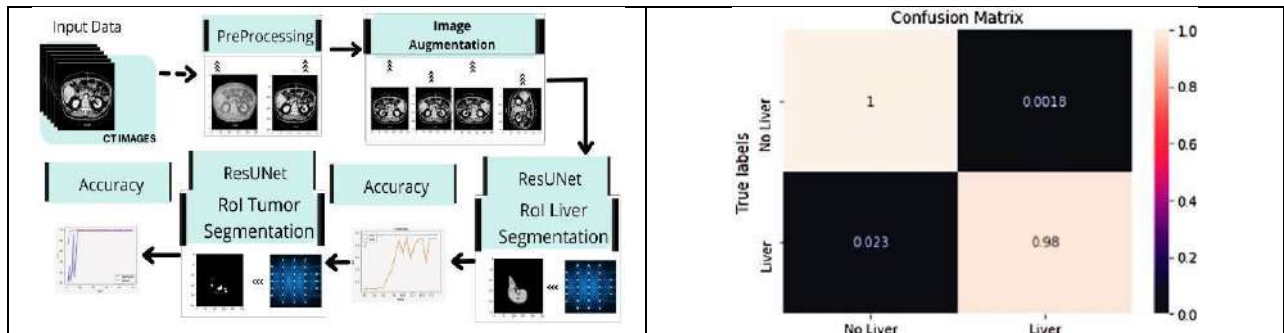 Input Data
CT IMAGES
PreProcessing
Image
Augmentation
ResUNet
RoI Liver
Segmentation
Accuracy
ResUNet
RoI Tumor
Segmentation
Accuracy
Confusion Matrix
True labels
No Liver
Liver
1
0.0018
0.023
0.98
No Liver
Liver
1.0
0.8
0.6
0.4
0.2
0.0